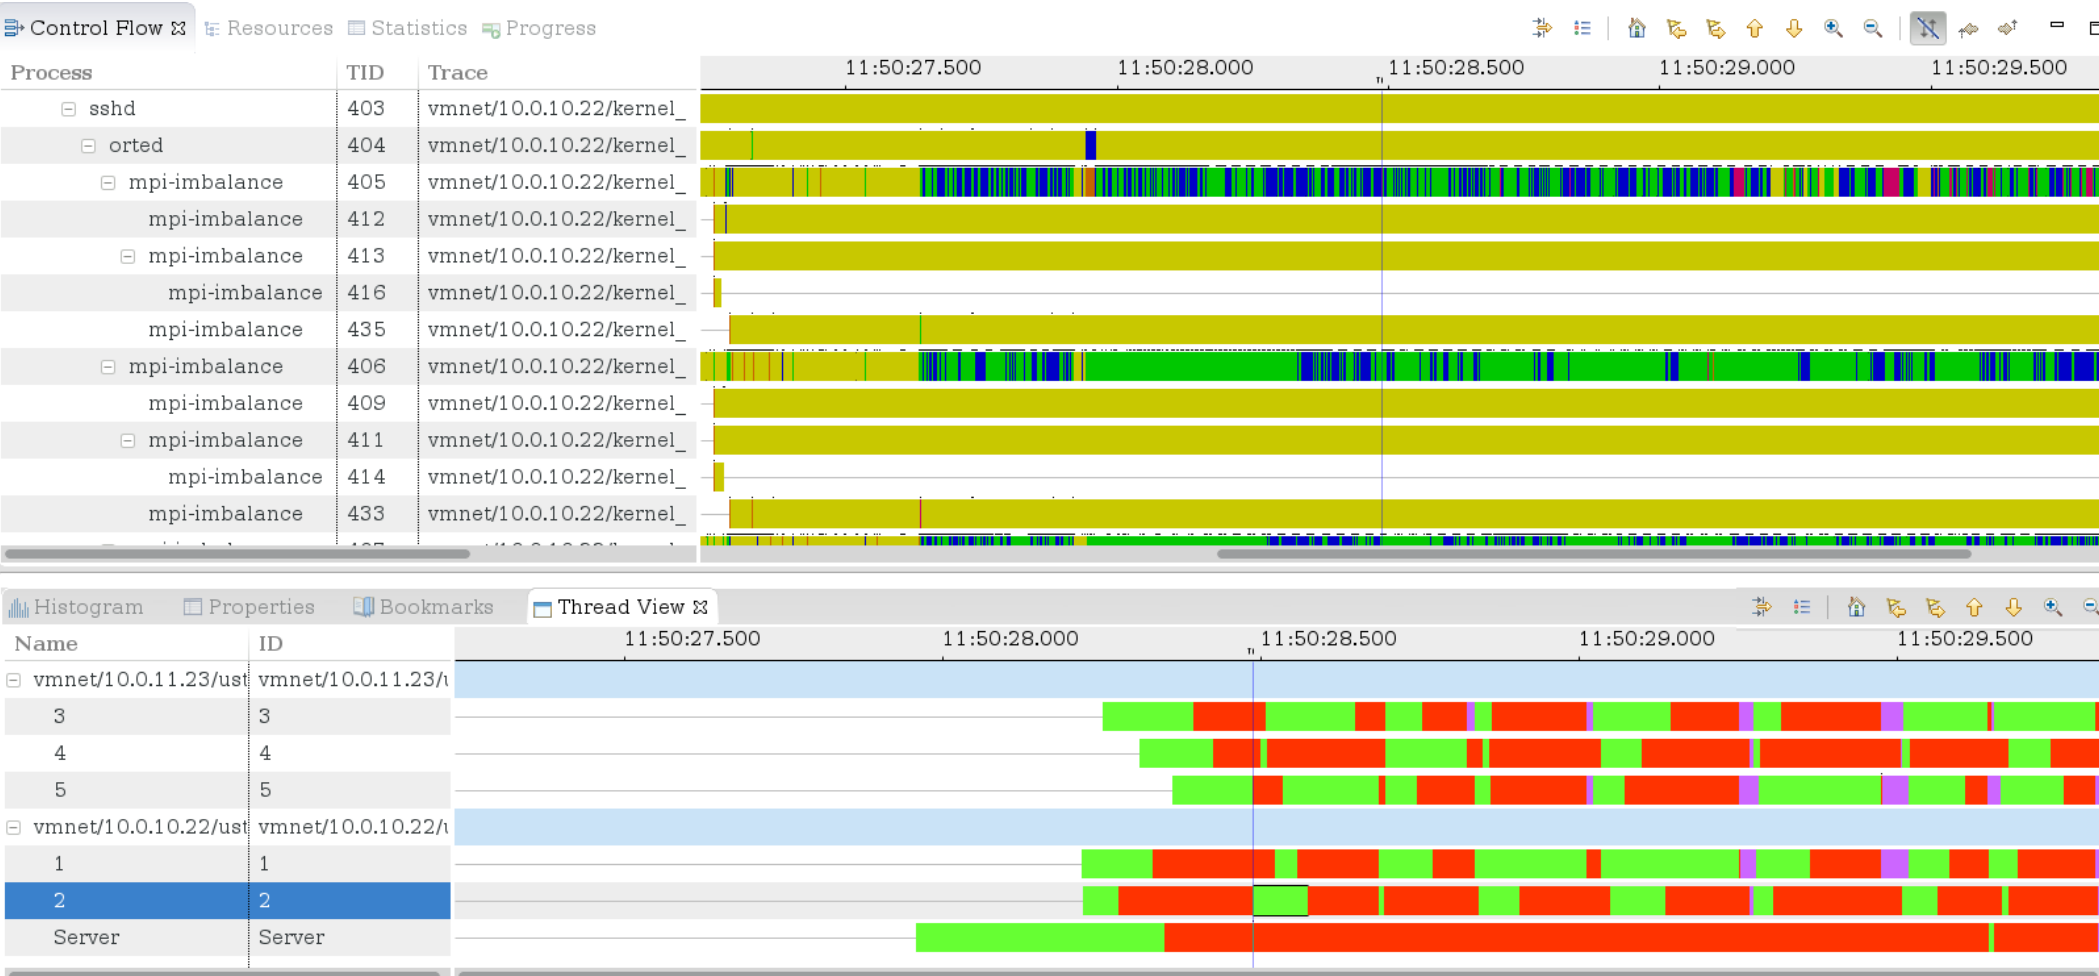 Control Flow Resources Statistics Progress
Process TID Trace 11:50:27.500 11:50:28.000 11:50:28.500 11:50:29.000 11:50:29.500
sshd 403 vmnet/10.0.10.22/kernel_
orted 404 vmnet/10.0.10.22/kernel_
mpi-imbalance 405 vmnet/10.0.10.22/kernel_
mpi-imbalance 412 vmnet/10.0.10.22/kernel_
mpi-imbalance 413 vmnet/10.0.10.22/kernel_
mpi-imbalance 416 vmnet/10.0.10.22/kernel_
mpi-imbalance 435 vmnet/10.0.10.22/kernel_
mpi-imbalance 406 vmnet/10.0.10.22/kernel_
mpi-imbalance 409 vmnet/10.0.10.22/kernel_
mpi-imbalance 411 vmnet/10.0.10.22/kernel_
mpi-imbalance 414 vmnet/10.0.10.22/kernel_
mpi-imbalance 433 vmnet/10.0.10.22/kernel_
Histogram Properties Bookmarks Thread View
Name ID 11:50:27.500 11:50:28.000 11:50:28.500 11:50:29.000 11:50:29.500
vmnet/10.0.11.23/ust vmnet/10.0.11.23/u
3 3
4 4
5 5
vmnet/10.0.10.22/ust vmnet/10.0.10.22/u
1 1
2 2
Server Server